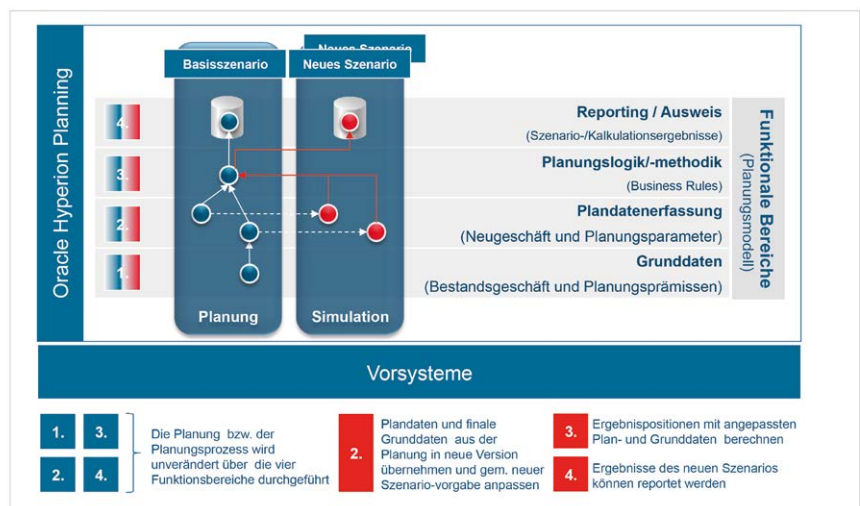 Oracle Hyperion Planning
Neues Szenario
Basisszenario
Neues Szenario
4.
Reporting / Ausweis
(Szenario-/Kalkulationsergebnisse)
3.
Planungslogik/-methodik
(Business Rules)
2.
Plandatenerfassung
(Neugeschäft und Planungsparameter)
1.
Grunddaten
(Bestandsgeschäft und Planungsprämissen)
Planung
Simulation
Funktionale Bereiche
(Planungsmodell)
Vorsysteme
1.
3.
2.
4.
Die Planung bzw. der
Planungsprozess wird
unverändert über die vier
Funktionsbereiche durchgeführt
2.
Plandaten und finale
Grunddaten aus der
Planung in neue Version
übernehmen und gem. neuer
Szenario-vorgabe anpassen
3.
Ergebnispositionen mit angepassten
Plan- und Grunddaten berechnen
4.
Ergebnisse des neuen Szenarios
können reportet werden